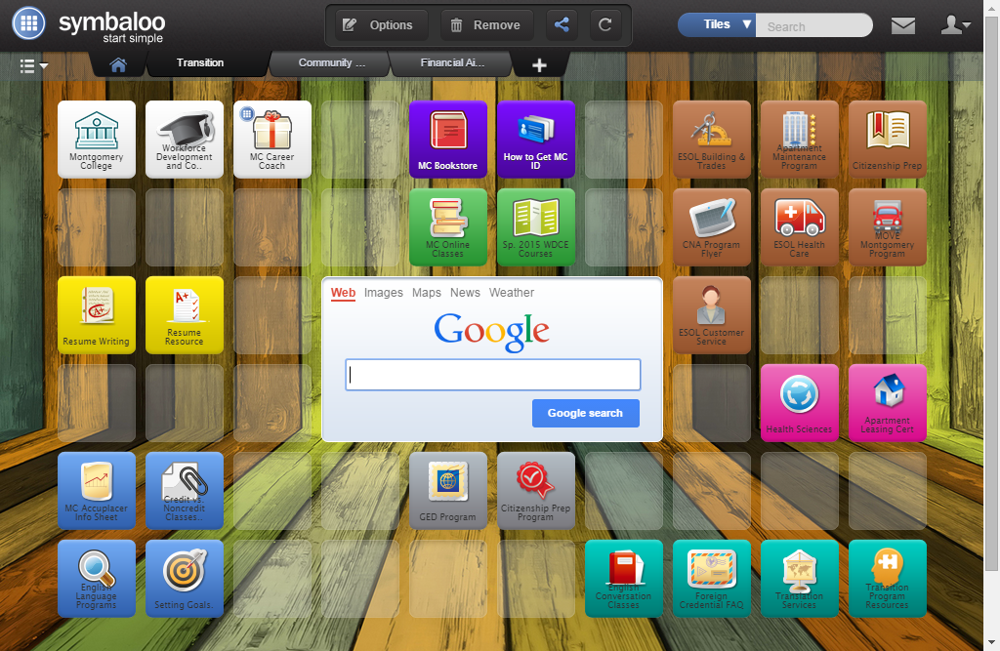 symbaloo
start simple
Options
Remove
Tiles
Search
Transition
Community ...
Financial Ai...
Montgomery
College
Workforce
Development
and Co..
MC Career
Coach
MC Bookstore
How to Get MC
ID
ESOL Building &
Trades
Apartment
Maintenance
Program
Citizenship Prep
MC Online
Classes
Sp. 2015 WDCE
Courses
CNA Program
Flyer
ESOL Health
Care
MOVE
Montgomery
Program
Resume Writing
A+
Resume
Resource
Web Images Maps News Weather
Google
Google search
ESOL Customer
Service
Health Sciences
Apartment
Leasing Cert
MC Accuplacer
Info Sheet
Credit vs.
Noncredit
Classes..
GED Program
Citizenship Prep
Program
English
Language
Programs
Setting Goals.
English
Conversation
Classes
Foreign
Credential FAQ
Translation
Services
Transition
Program
Resources